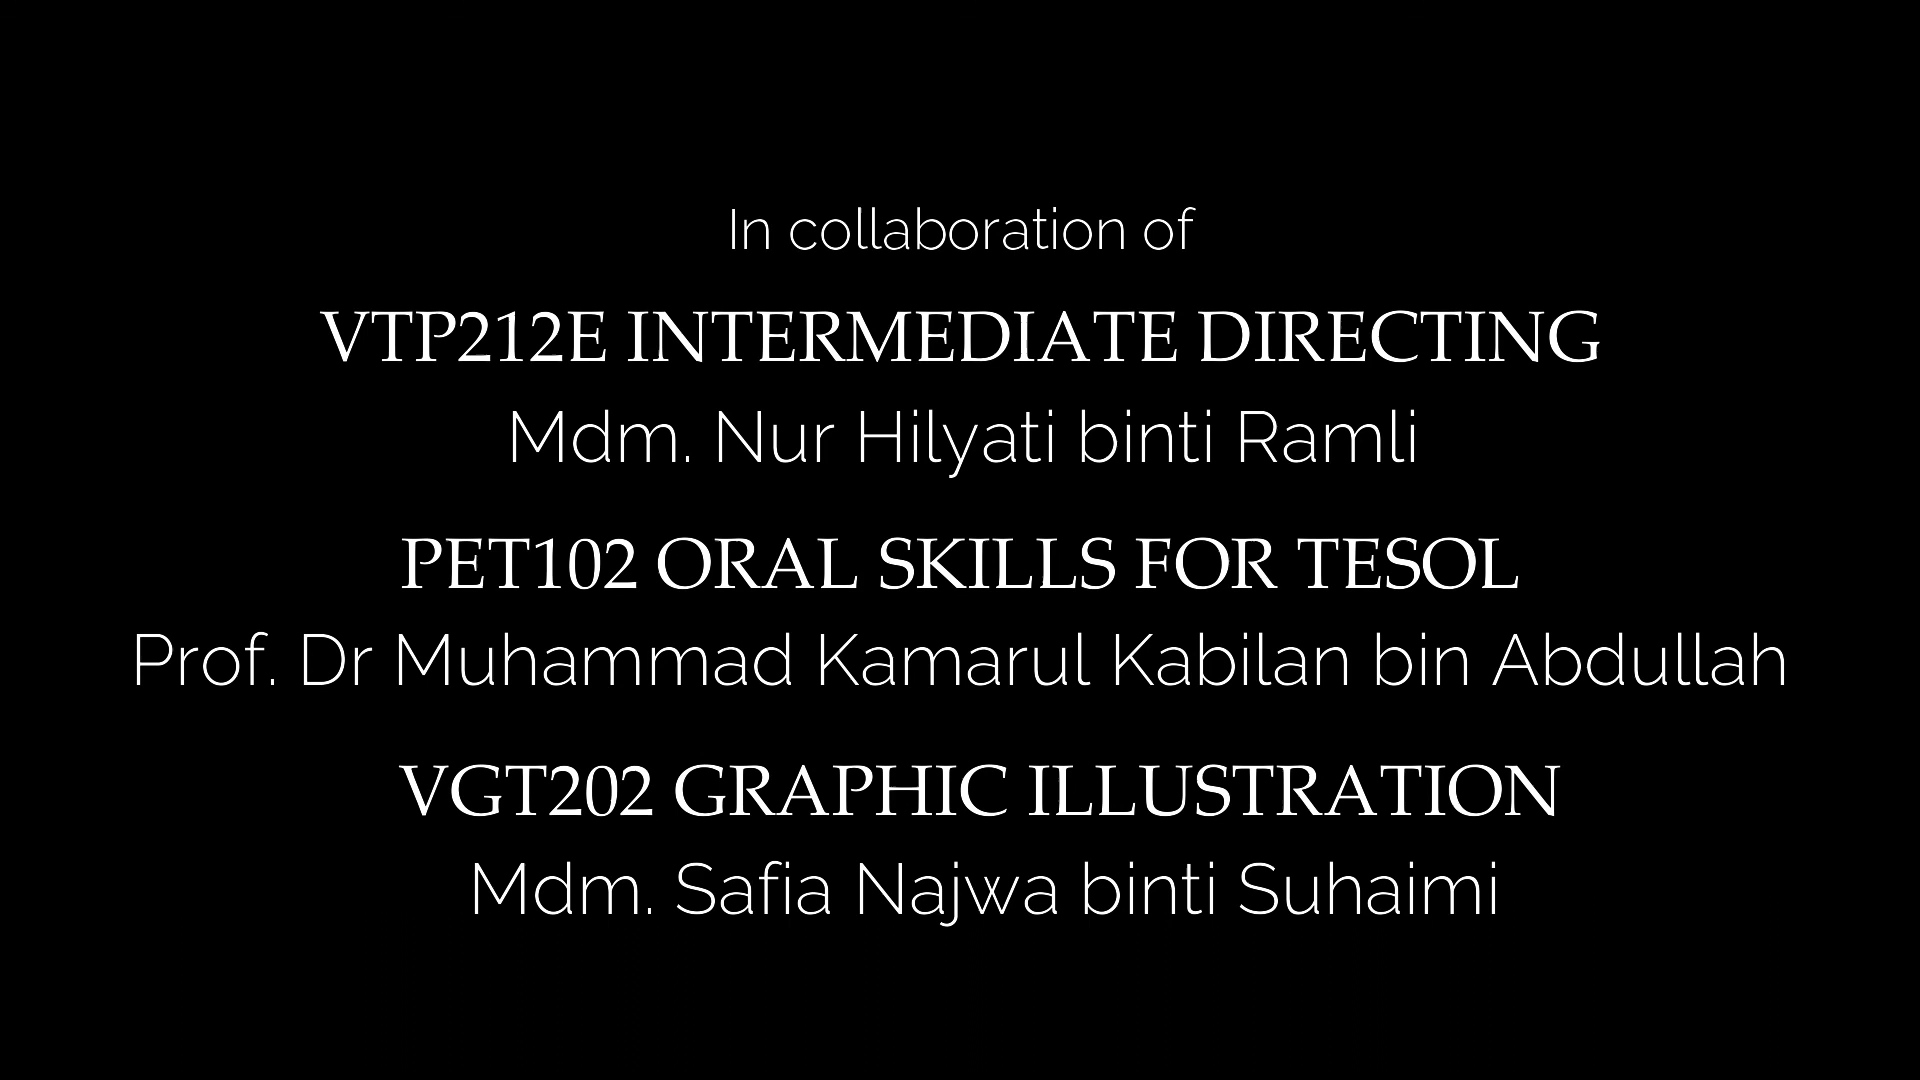 In collaboration of
VTP212E INTERMEDIATE DIRECTING
Mdm. Nur Hilyati binti Ramli
PET102 ORAL SKILLS FOR TESOL
Prof. Dr Muhammad Kamarul Kabilan bin Abdullah
VGT202 GRAPHIC ILLUSTRATION
Mdm. Safia Najwa binti Suhaimi